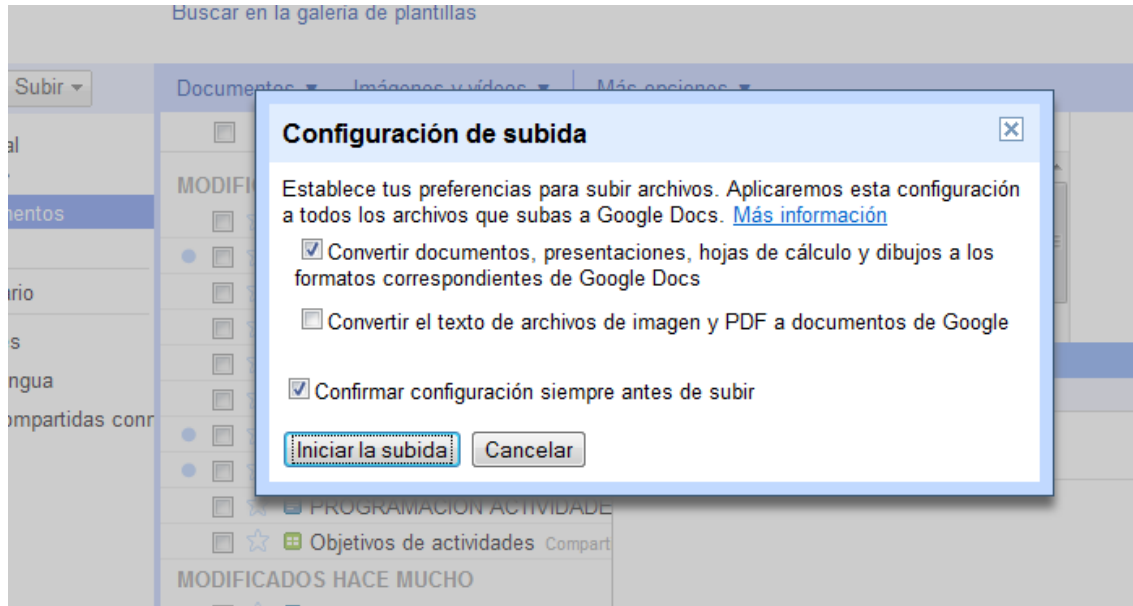 Buscar en la galería de plantillas
Subir
Documentos Imágenes y vídeos Más opciones
Configuración de subida
Establece tus preferencias para subir archivos. Aplicaremos esta configuración
a todos los archivos que subas a Google Docs. Más información
Convertir documentos, presentaciones, hojas de cálculo y dibujos a los
formatos correspondientes de Google Docs
Convertir el texto de archivos de imagen y PDF a documentos de Google
Confirmar configuración siempre antes de subir
Iniciar la subida Cancelar
PROGRAMACIÓN ACTIVIDADE
Objetivos de actividades Compart
MODIFICADOS HACE MUCHO